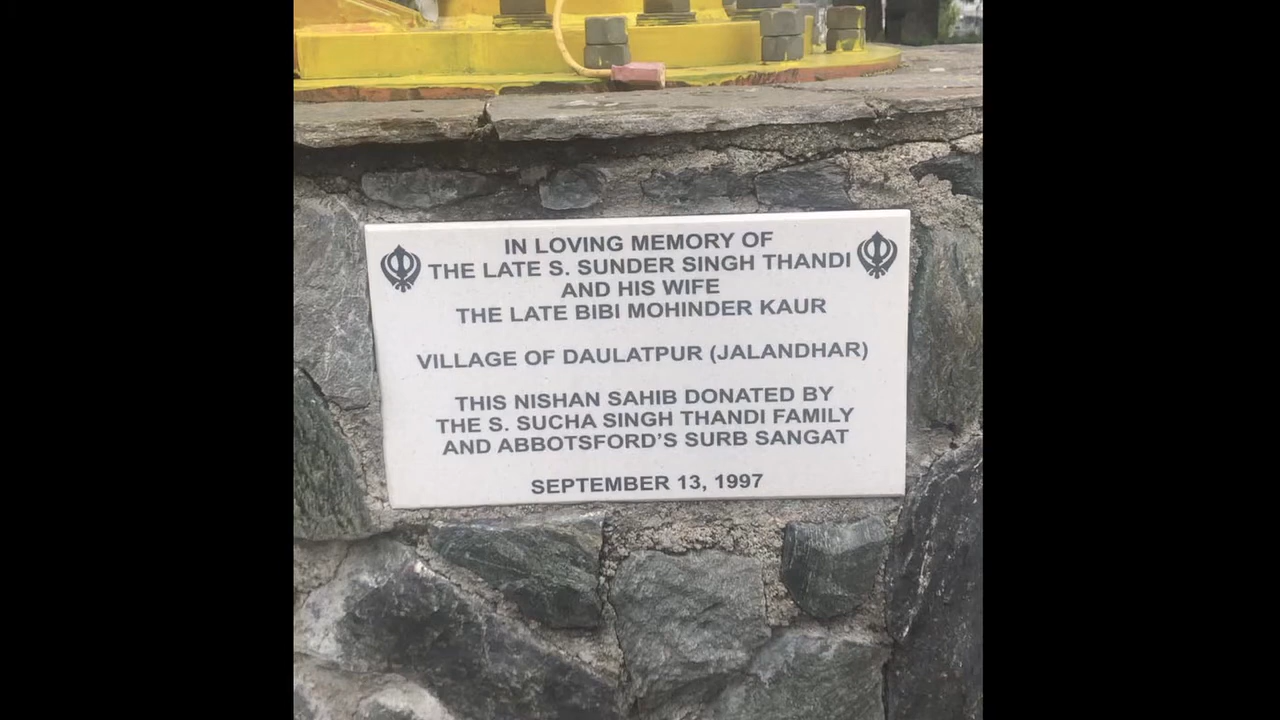 IN LOVING MEMORY OF
THE LATE S. SUNDER SINGH THANDI
AND HIS WIFE
THE LATE BIBI MOHINDER KAUR
VILLAGE OF DAULATPUR (JALANDHAR)
THIS NISHAN SAHIB DONATED BY
THE S. SUCHA SINGH THANDI FAMILY
AND ABBOTSFORD'S SURB SANGAT
SEPTEMBER 13, 1997